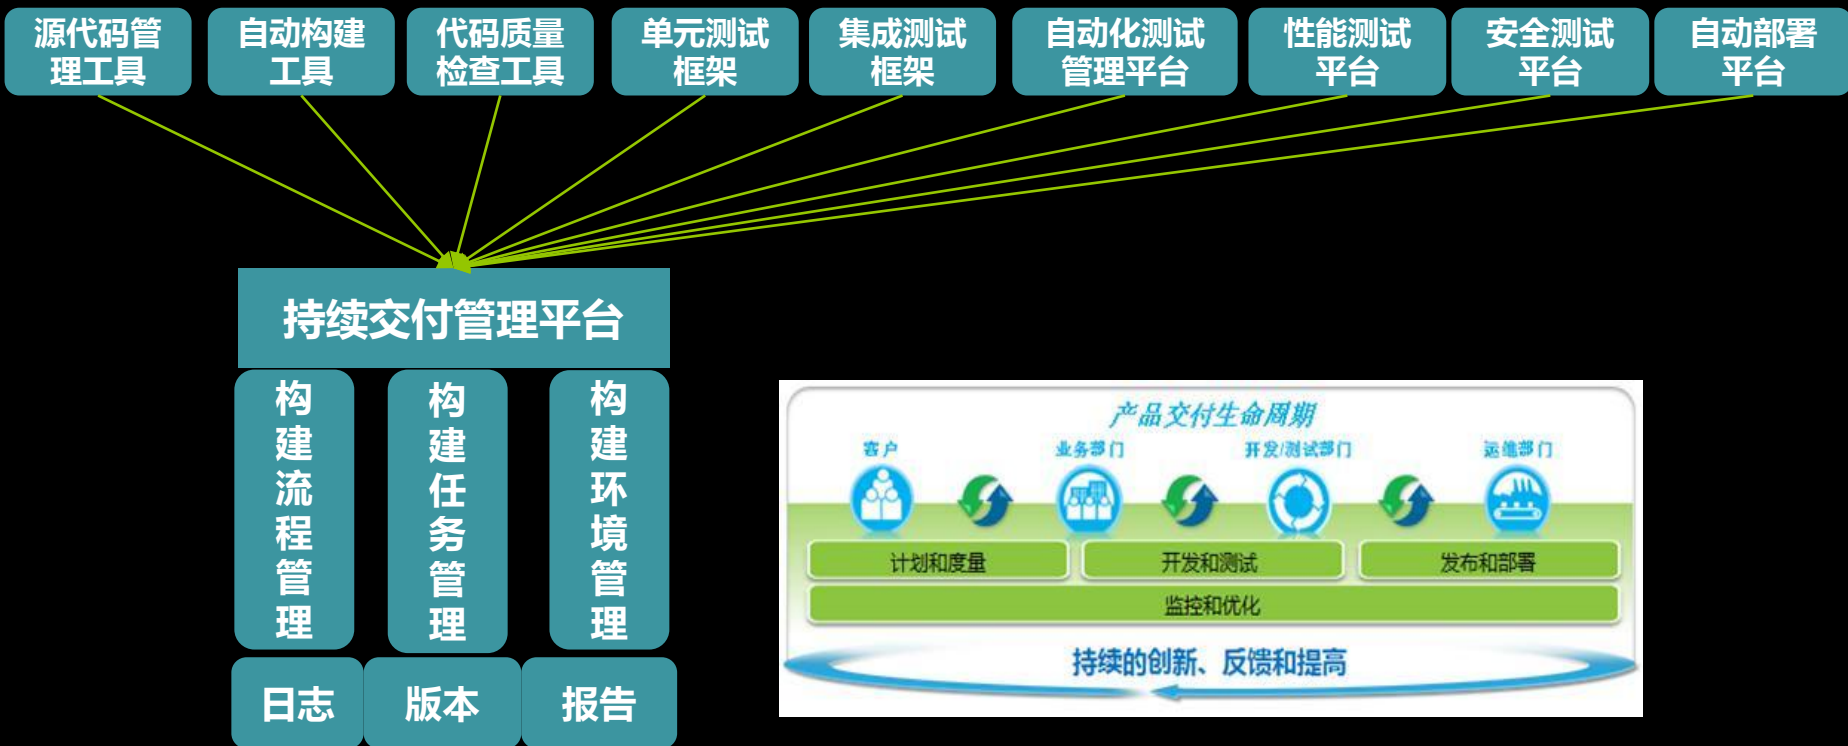 源代码管
理工具
自动构建
工具
代码质量
检查工具
单元测试
框架
集成测试
框架
自动化测试
管理平台
性能测试
平台
安全测试
平台
自动部署
平台
持续交付管理平台
构建流程管理
构建任务管理
构建环境管理
日志
版本
报告
产品交付生命周期
客户
业务部门
开发/测试部门
运维部门
计划和度量
开发和测试
发布和部署
监控和优化
持续的创新、反馈和提高